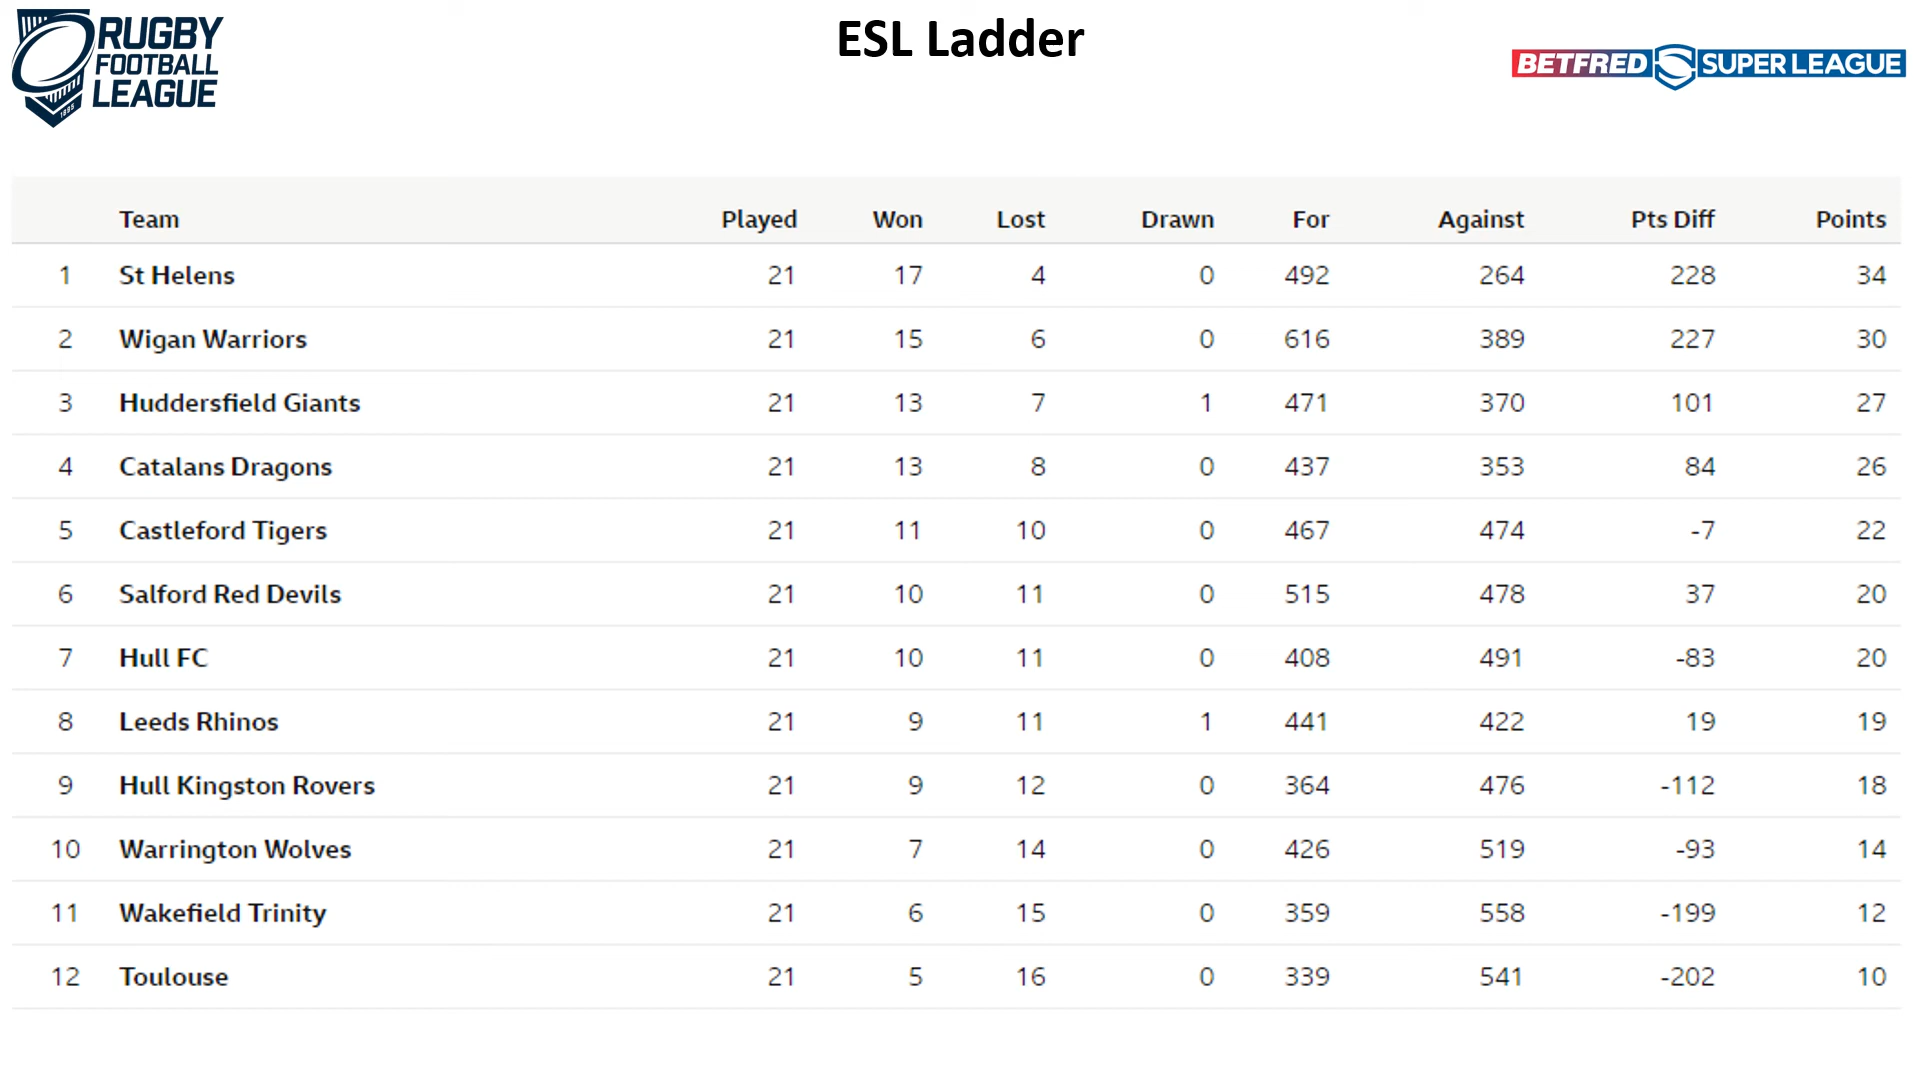 RUGBY
FOOTBALL
LEAGUE
1895
ESL Ladder
BETFRED SUPER LEAGUE
Team Played Won Lost Drawn For Against Pts Diff Points
1 St Helens 21 17 4 0 492 264 228 34
2 Wigan Warriors 21 15 6 0 616 389 227 30
3 Huddersfield Giants 21 13 7 1 471 370 101 27
4 Catalans Dragons 21 13 8 0 437 353 84 26
5 Castleford Tigers 21 11 10 0 467 474 -7 22
6 Salford Red Devils 21 10 11 0 515 478 37 20
7 Hull FC 21 10 11 0 408 491 -83 20
8 Leeds Rhinos 21 9 11 1 441 422 19 19
9 Hull Kingston Rovers 21 9 12 0 364 476 -112 18
10 Warrington Wolves 21 7 14 0 426 519 -93 14
11 Wakefield Trinity 21 6 15 0 359 558 -199 12
12 Toulouse 21 5 16 0 339 541 -202 10